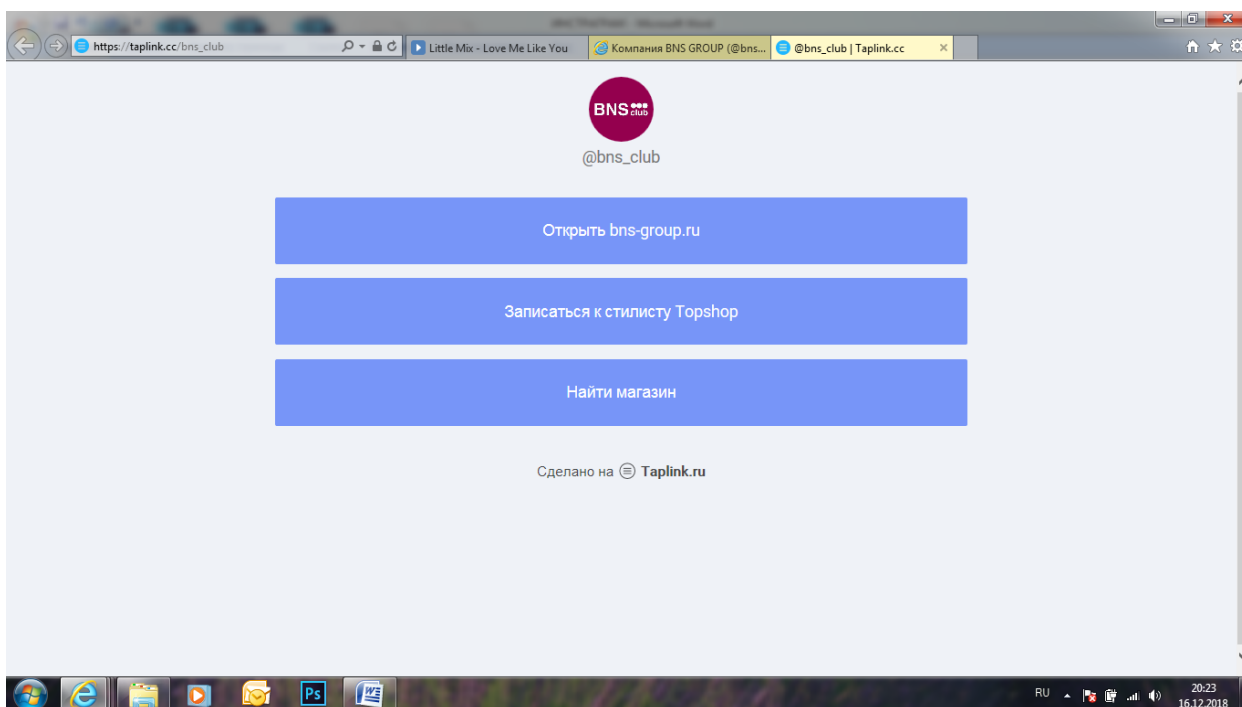 https://taplink.cc/bns_club
Little Mix - Love Me Like You
Компания BNS GROUP (@bns...
@bns_club | Taplink.cc
BNS club
@bns_club
Открыть bns-group.ru
Записаться к стилисту Topshop
Найти магазин
Сделано на Taplink.ru
Ps
W
RU
20:23
16.12.2018